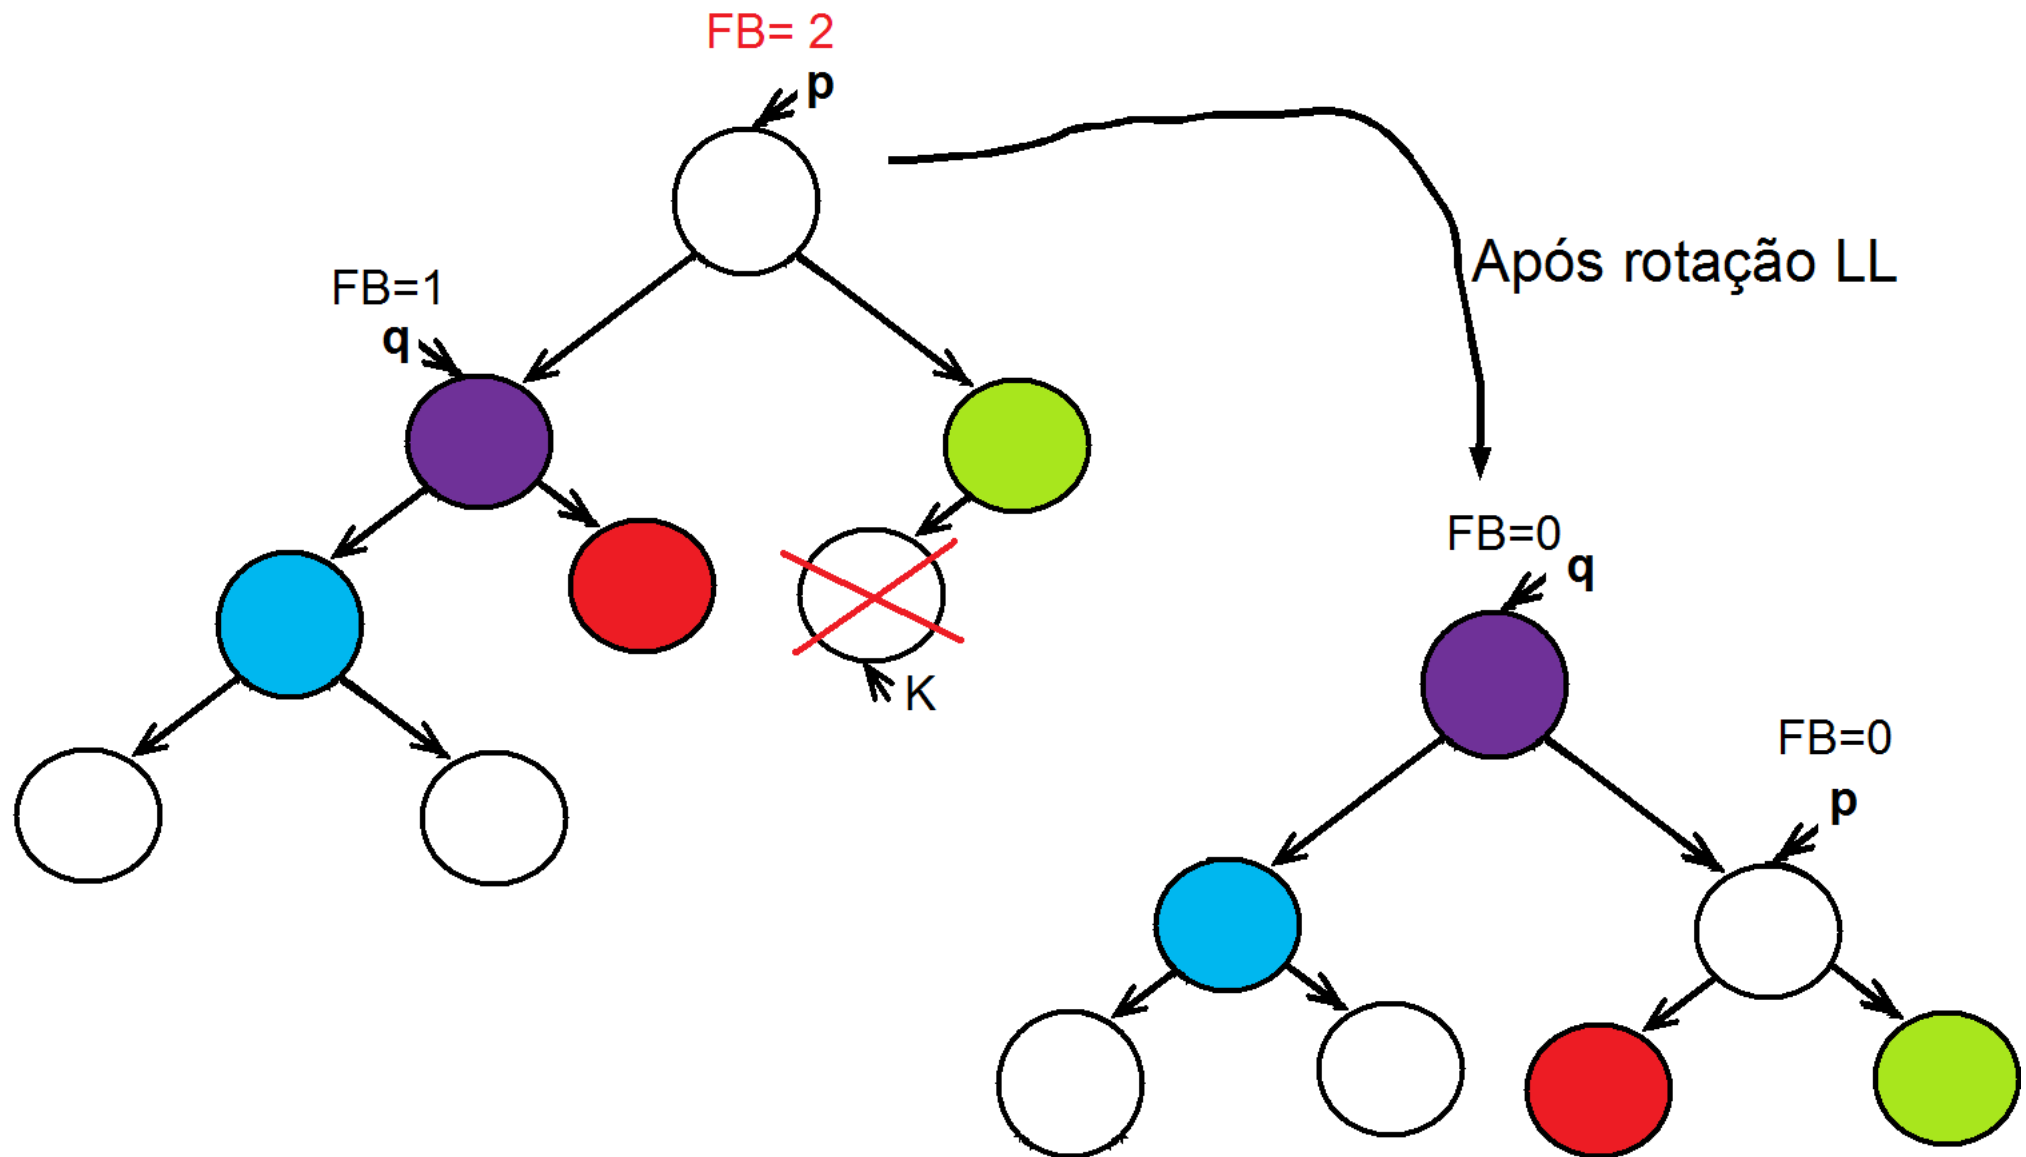 FB= 2
p
FB=1
q
Após rotação LL
K
FB=0
q
FB=0
p